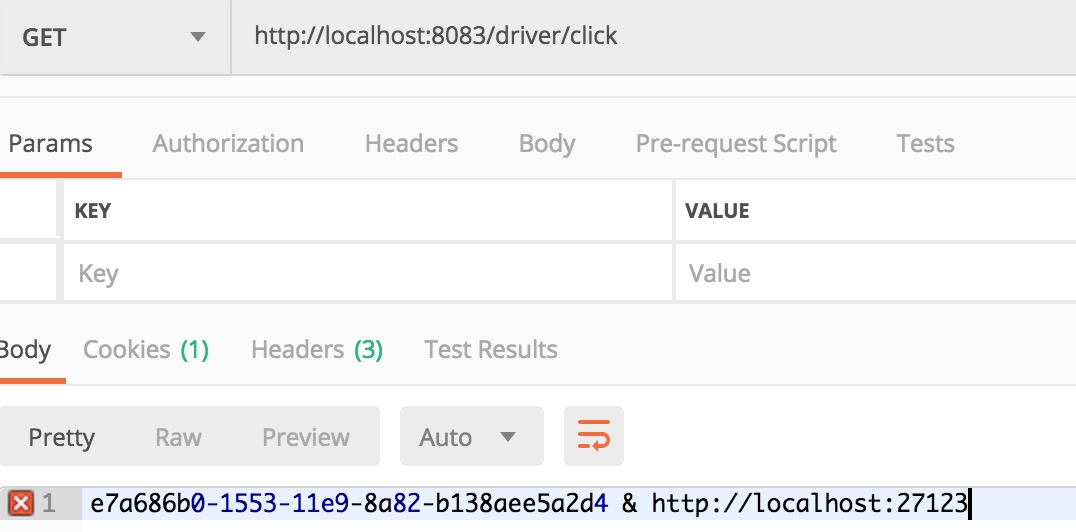 GET http://localhost:8083/driver/click
Params Authorization Headers Body Pre-request Script Tests
KEY VALUE
Key Value
Body Cookies (1) Headers (3) Test Results
Pretty Raw Preview Auto
1 e7a686b0-1553-11e9-8a82-b138aee5a2d4 & http://localhost:27123